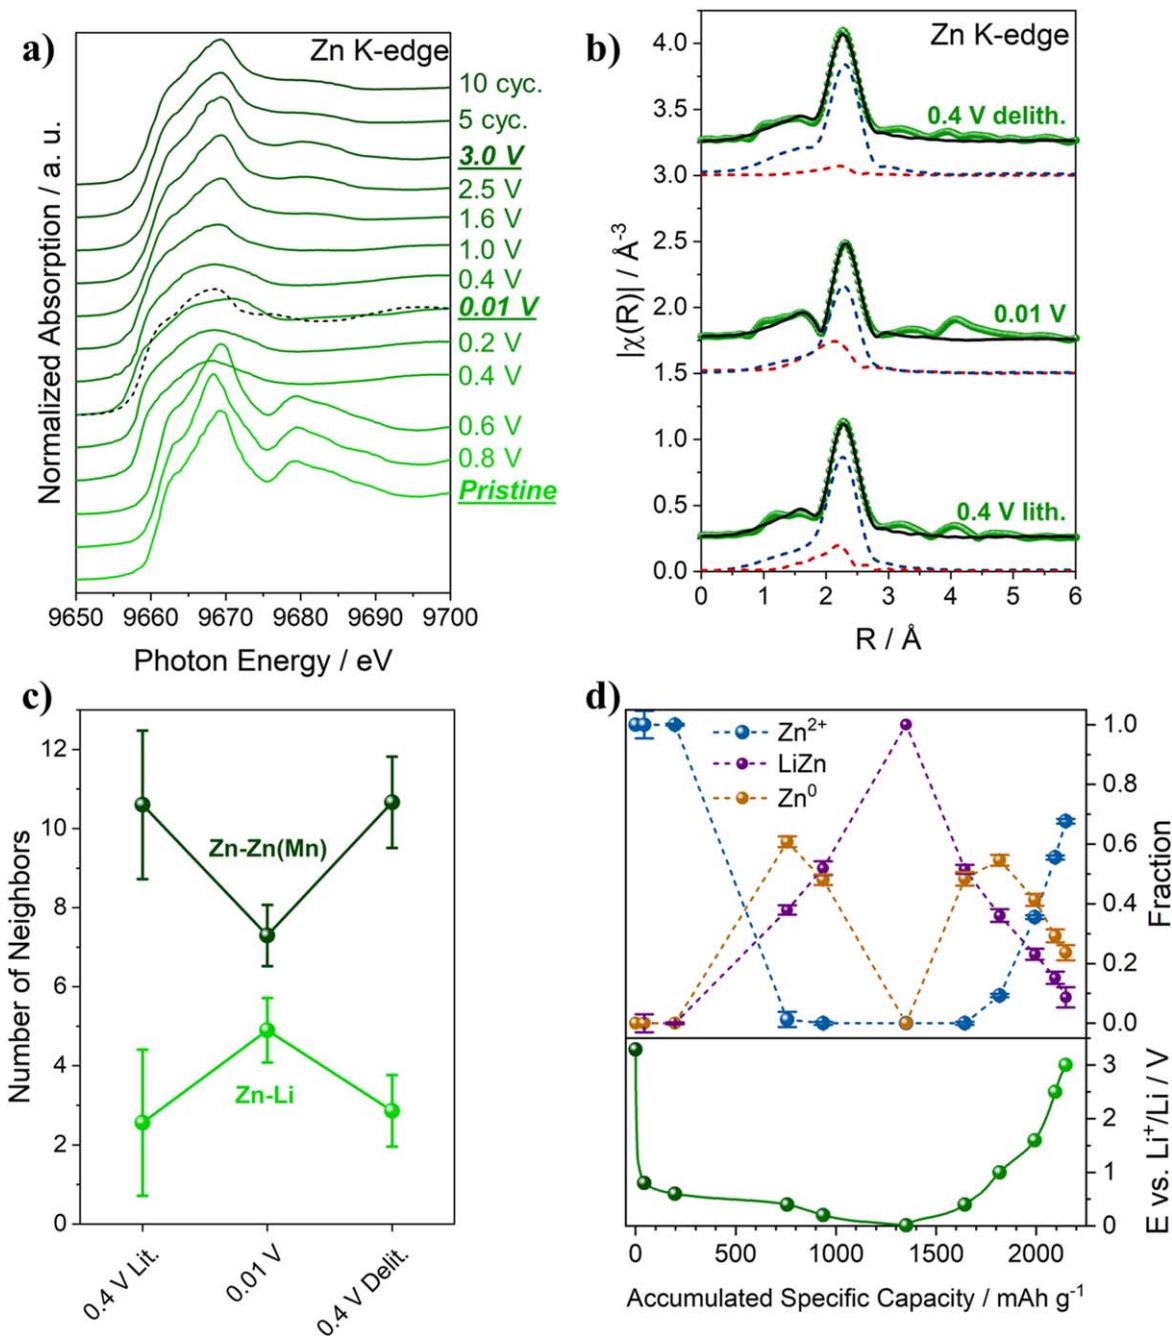 a)
Zn K-edge
10 cyc.
5 cyc.
3.0 V
2.5 V
1.6 V
1.0 V
0.4 V
0.01 V
0.2 V
0.4 V
0.6 V
0.8 V
Pristine
Normalized Absorption / a. u.
9650 9660 9670 9680 9690 9700
Photon Energy / eV
b)
Zn K-edge
0.4 V delith.
0.01 V
0.4 V lith.
4.0
3.5
3.0
2.5
2.0
1.5
1.0
0.5
0.0
|χ(R)| / Å-3
0 1 2 3 4 5 6
R / Å
c)
12
10
8
6
4
2
0
Number of Neighbors
Zn-Zn(Mn)
Zn-Li
0.4 V Lit.
0.01 V
0.4 V Delit.
d)
Zn2+
LiZn
Zn0
1.0
0.8
0.6
0.4
0.2
0.0
Fraction
3
2
1
0
E vs. Li+/Li / V
0 500 1000 1500 2000
Accumulated Specific Capacity / mAh g-1